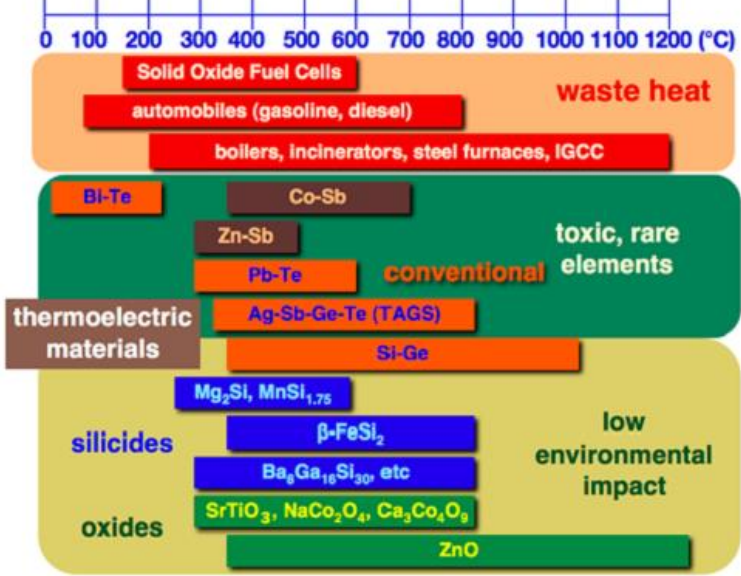 0 100 200 300 400 500 600 700 800 900 1000 1100 1200 (°C)
Solid Oxide Fuel Cells
waste heat
automobiles (gasoline, diesel)
boilers, incinerators, steel furnaces, IGCC
Bi-Te
Co-Sb
Zn-Sb
toxic, rare
elements
Pb-Te
conventional
Ag-Sb-Ge-Te (TAGS)
thermoelectric
materials
Si-Ge
Mg₂Si, MnSi₁.₇₅
silicides
β-FeSi₂
low
environmental
impact
Ba₈Ga₁₆Si₃₀, etc
oxides
SrTiO₃, NaCo₂O₄, Ca₃Co₄O₉
ZnO